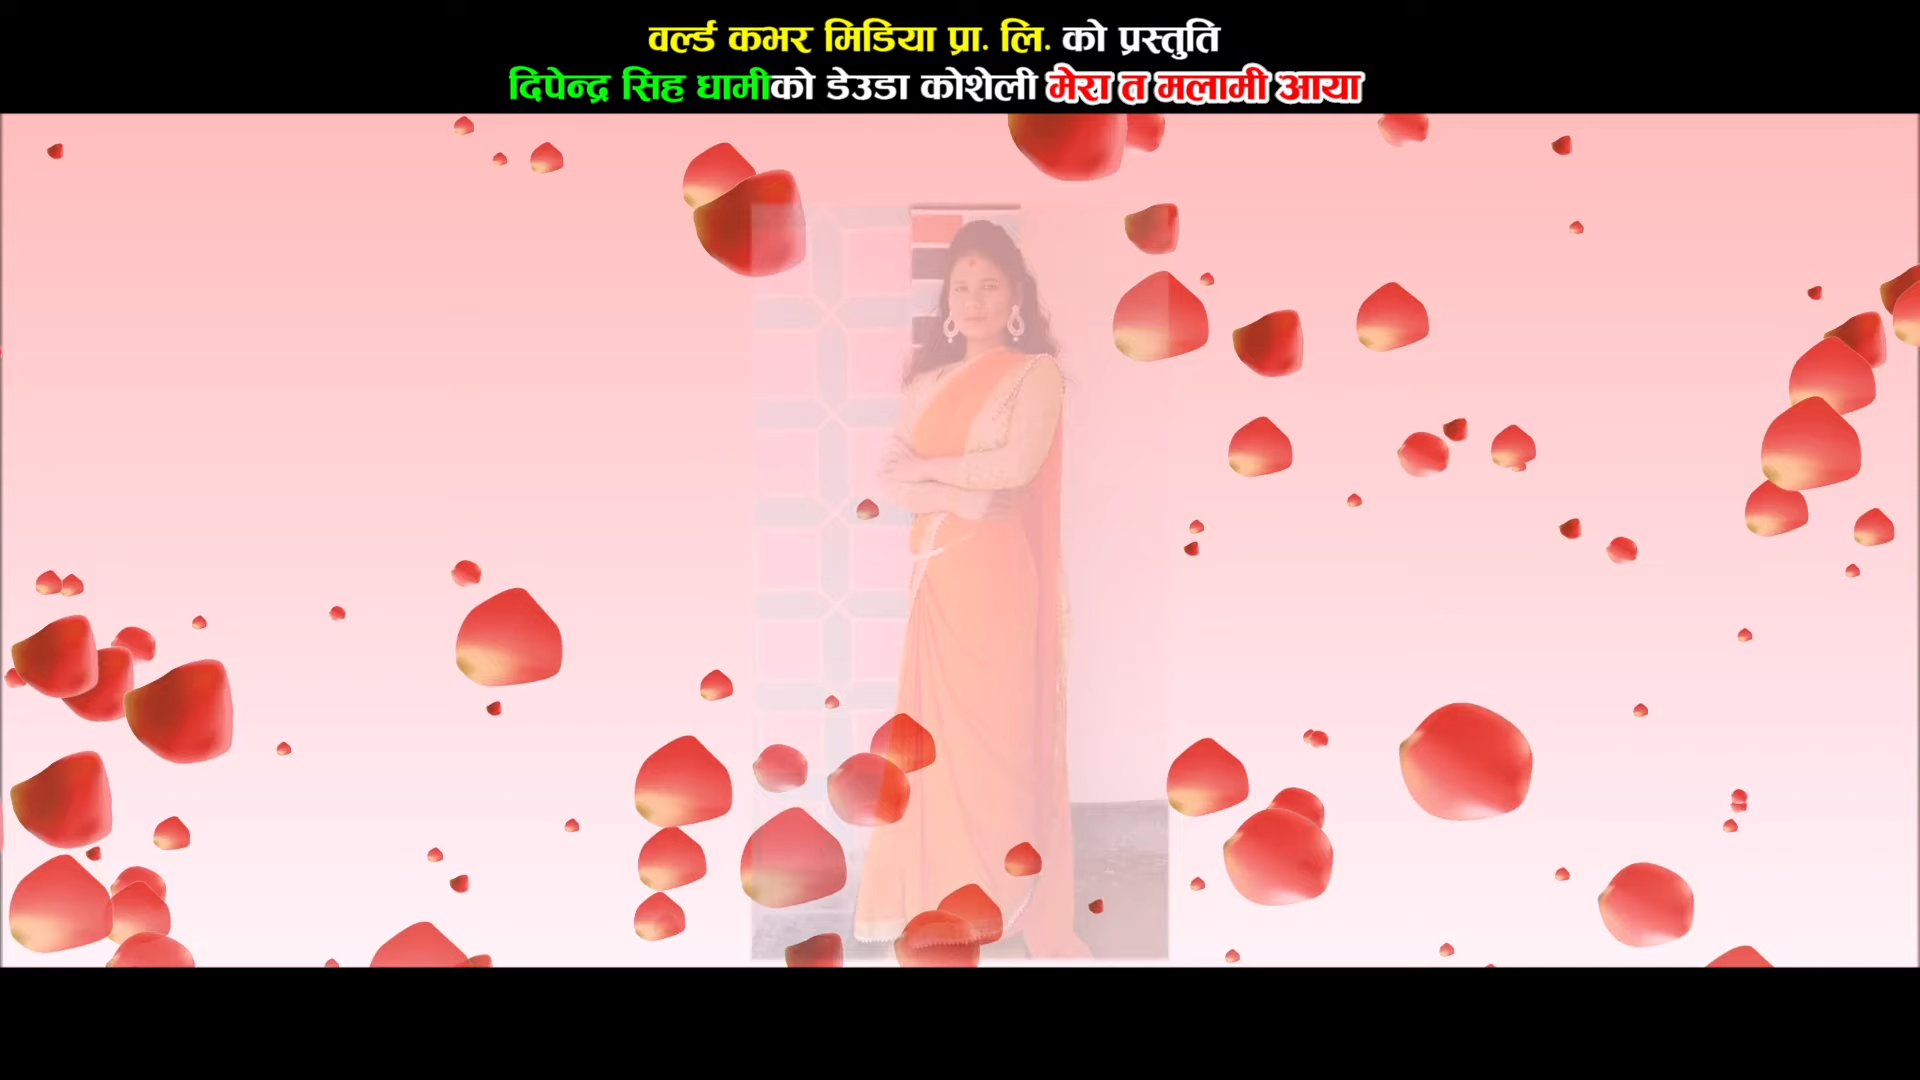 वर्ल्ड कभर मिडिया प्रा. लि. को प्रस्तुति
दिपेन्द्र सिह धामीको डेउडा कोशेली मेरा त मलामी आया